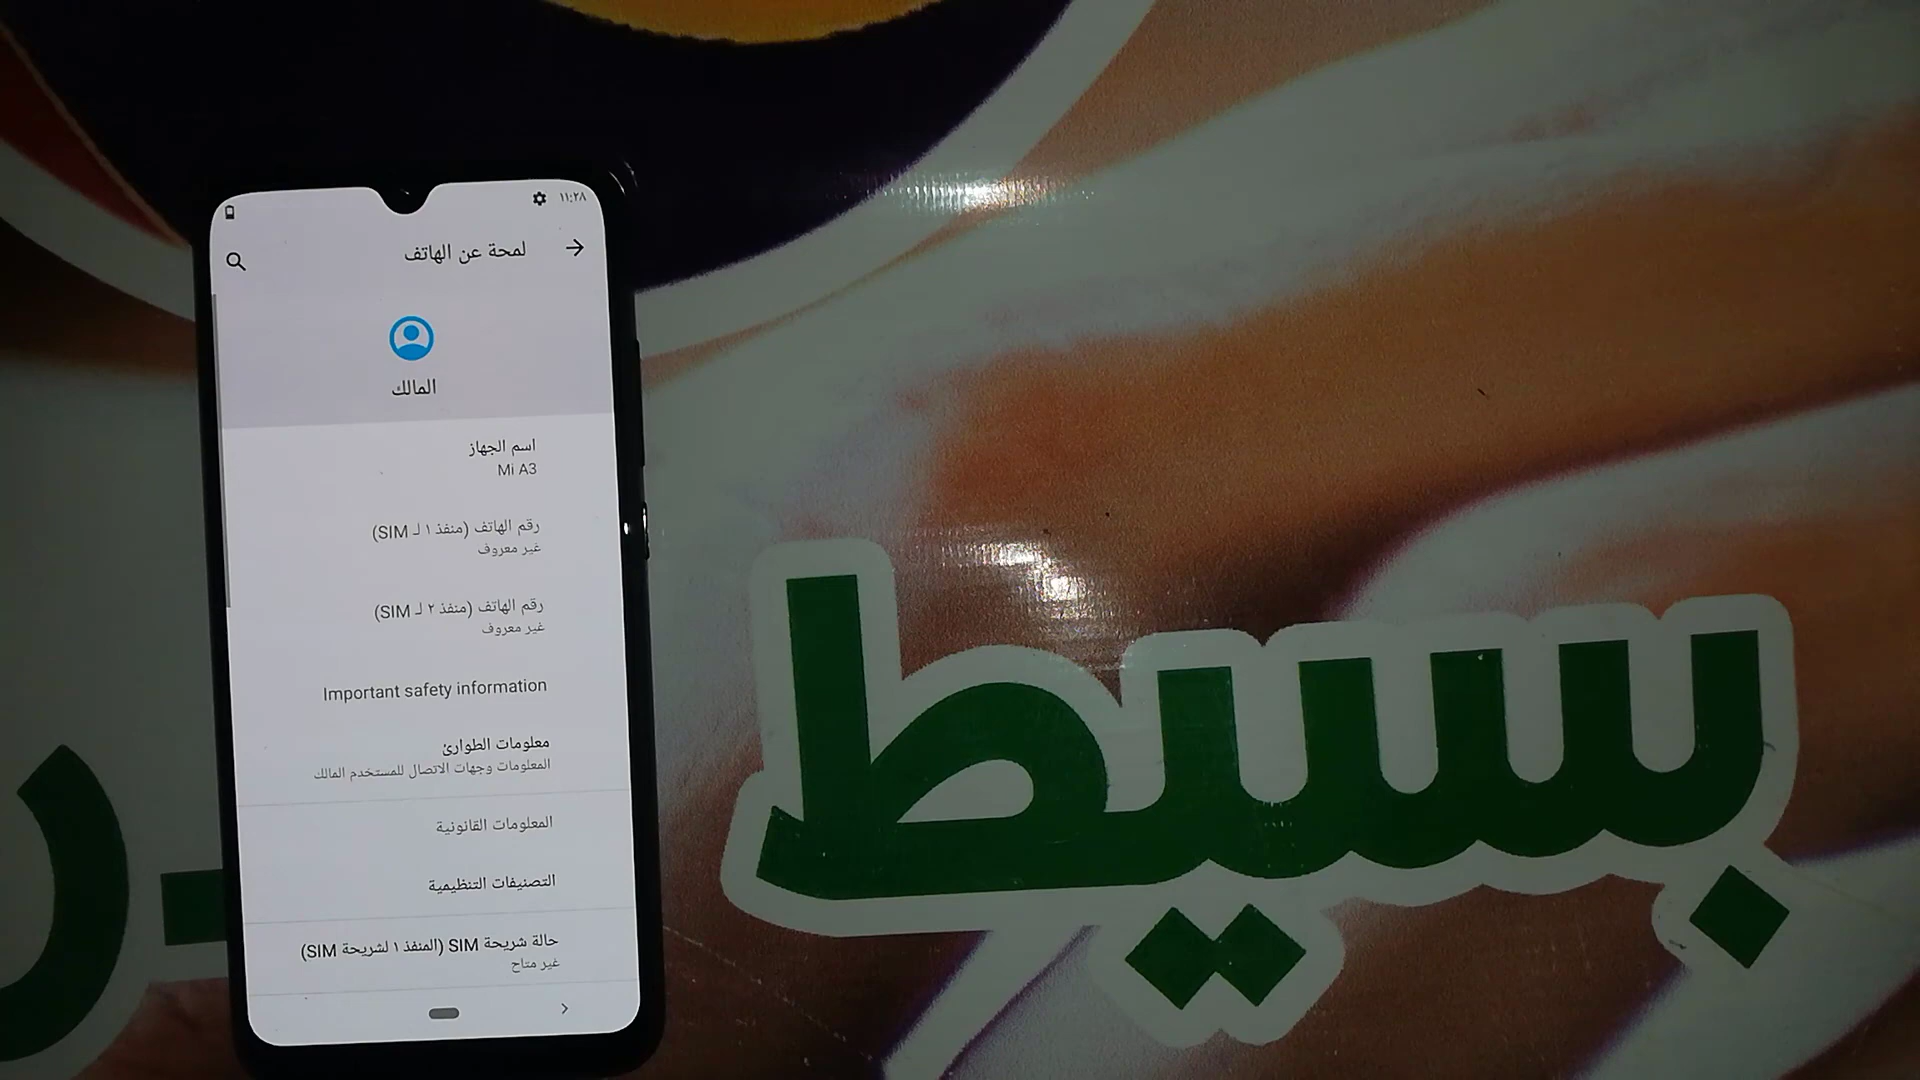 ١١:٢٨
لمحة عن الهاتف
المالك
اسم الجهاز
Mi A3
رقم الهاتف (منفذ ١ لـ SIM)
غير معروف
رقم الهاتف (منفذ ٢ لـ SIM)
غير معروف
Important safety information
معلومات الطوارئ
المعلومات وجهات الاتصال للمستخدم المالك
المعلومات القانونية
التصنيفات التنظيمية
حالة شريحة SIM (المنفذ ١ لشريحة SIM)
غير متاح
بسيط